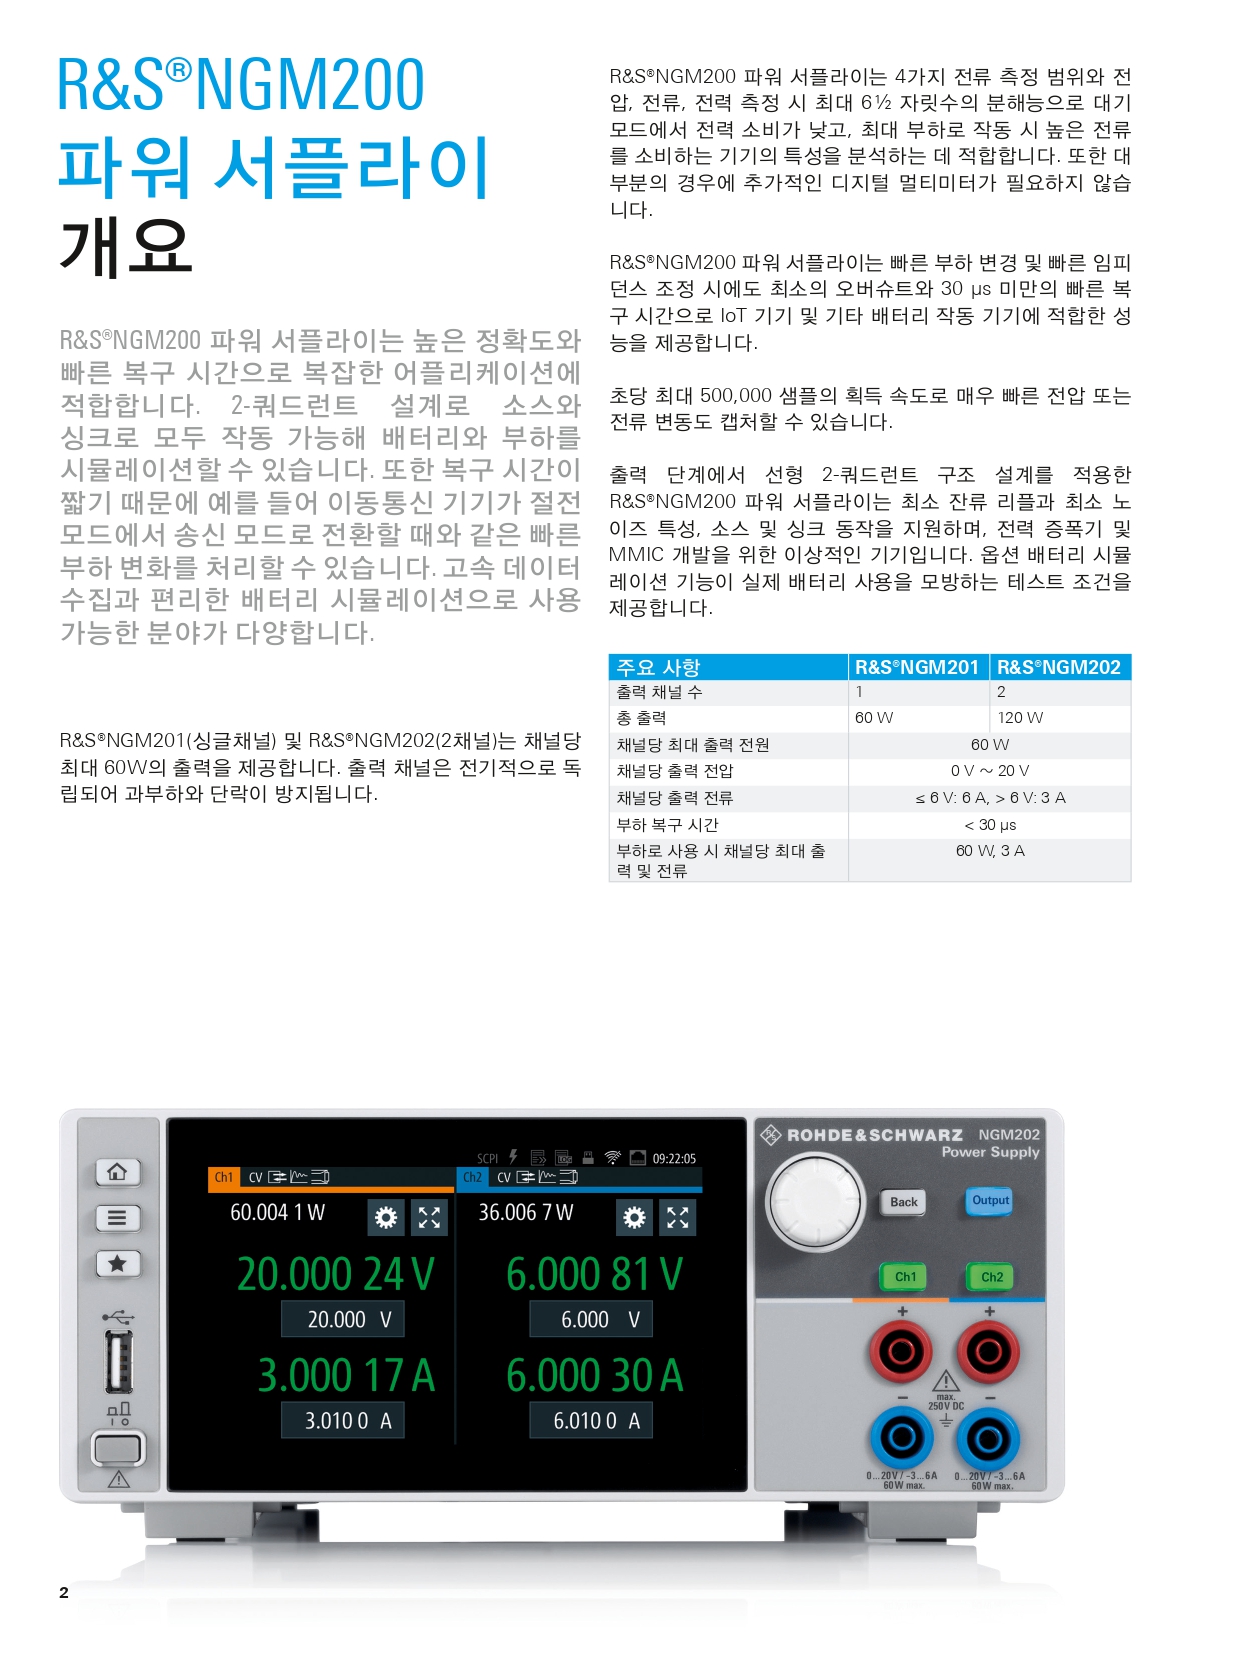 R&S®NGM200
파워 서플라이
개요
R&S®NGM200 파워 서플라이는 높은 정확도와
빠른 복구 시간으로 복잡한 어플리케이션에
적합합니다. 2-쿼드런트 설계로 소스와
싱크로 모두 작동 가능해 배터리와 부하를
시뮬레이션할 수 있습니다. 또한 복구 시간이
짧기 때문에 예를 들어 이동통신 기기가 절전
모드에서 송신 모드로 전환할 때와 같은 빠른
부하 변화를 처리할 수 있습니다. 고속 데이터
수집과 편리한 배터리 시뮬레이션으로 사용
가능한 분야가 다양합니다.
R&S®NGM201(싱글채널) 및 R&S®NGM202(2채널)는 채널당
최대 60W의 출력을 제공합니다. 출력 채널은 전기적으로 독
립되어 과부하와 단락이 방지됩니다.
R&S®NGM200 파워 서플라이는 4가지 전류 측정 범위와 전
압, 전류, 전력 측정 시 최대 6½ 자릿수의 분해능으로 대기
모드에서 전력 소비가 낮고, 최대 부하로 작동 시 높은 전류
를 소비하는 기기의 특성을 분석하는 데 적합합니다. 또한 대
부분의 경우에 추가적인 디지털 멀티미터가 필요하지 않습
니다.
R&S®NGM200 파워 서플라이는 빠른 부하 변경 및 빠른 임피
던스 조정 시에도 최소의 오버슈트와 30 µs 미만의 빠른 복
구 시간으로 IoT 기기 및 기타 배터리 작동 기기에 적합한 성
능을 제공합니다.
초당 최대 500,000 샘플의 획득 속도로 매우 빠른 전압 또는
전류 변동도 캡처할 수 있습니다.
출력 단계에서 선형 2-쿼드런트 구조 설계를 적용한
R&S®NGM200 파워 서플라이는 최소 잔류 리플과 최소 노
이즈 특성, 소스 및 싱크 동작을 지원하며, 전력 증폭기 및
MMIC 개발을 위한 이상적인 기기입니다. 옵션 배터리 시뮬
레이션 기능이 실제 배터리 사용을 모방하는 테스트 조건을
제공합니다.
주요 사항 R&S®NGM201 R&S®NGM202
출력 채널 수 1 2
총 출력 60 W 120 W
채널당 최대 출력 전원 60 W
채널당 출력 전압 0 V ~ 20 V
채널당 출력 전류 ≤ 6 V: 6 A, > 6 V: 3 A
부하 복구 시간 < 30 µs
부하로 사용 시 채널당 최대 출 60 W, 3 A
력 및 전류
ROHDE&SCHWARZ NGM202
Power Supply
SCPI LOG 09:22:05
Ch1 CV Ch2 CV
60.004 1 W 36.006 7 W
20.000 24 V 6.000 81 V
20.000 V 6.000 V
3.000 17 A 6.000 30 A
3.010 0 A 6.010 0 A
Back Output
Ch1 Ch2
+ +
max.
250V DC
− −
0...20V / -3...6A 0...20V / -3...6A
60W max. 60W max.
2